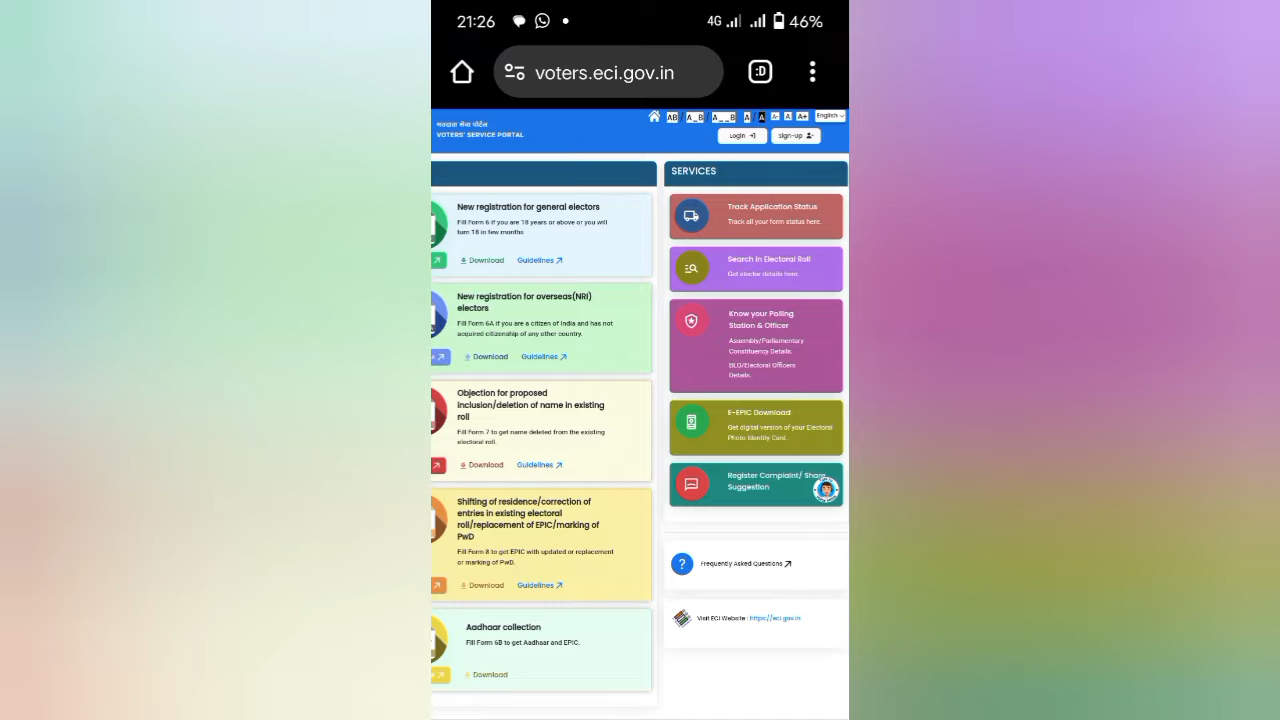 21:26
4G
46%
voters.eci.gov.in
:D
AB / A_B / A__B A / A A- A A+ English
मतदाता सेवा पोर्टल
VOTERS' SERVICE PORTAL
Login
Sign-Up
New registration for general electors
Fill Form 6 if you are 18 years or above or you will
turn 18 in few months
Download Guidelines
New registration for overseas(NRI)
electors
Fill Form 6A if you are a citizen of India and has not
acquired citizenship of any other country.
Download Guidelines
Objection for proposed
inclusion/deletion of name in existing
roll
Fill Form 7 to get name deleted from the existing
electoral roll.
Download Guidelines
Shifting of residence/correction of
entries in existing electoral
roll/replacement of EPIC/marking of
PwD
Fill Form 8 to get EPIC with updated or replacement
or marking of PwD.
Download Guidelines
Aadhaar collection
Fill Form 6B to get Aadhaar and EPIC.
Download
SERVICES
Track Application Status
Track all your form status here.
Search in Electoral Roll
Get elector details here.
Know your Polling
Station & Officer
Assembly/Parliamentary
Constituency Details.
BLO/Electoral Officers
Details.
E-EPIC Download
Get digital version of your Electoral
Photo Identity Card.
Register Complaint/ Share
Suggestion
? Frequently Asked Questions
Visit ECI Website : https://eci.gov.in